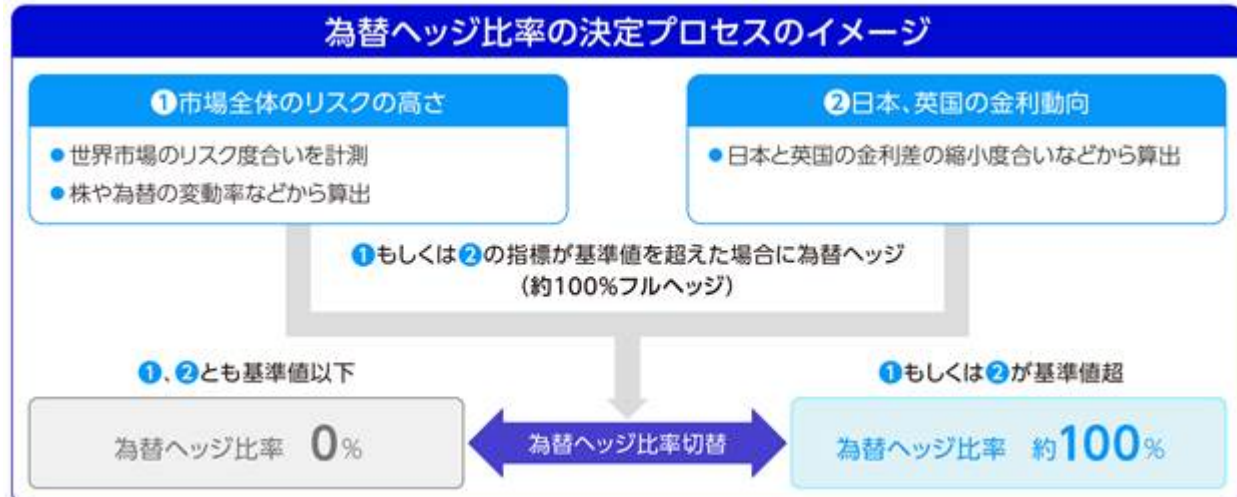 為替ヘッジ比率の決定プロセスのイメージ
❶市場全体のリスクの高さ
●世界市場のリスク度合いを計測
●株や為替の変動率などから算出
❷日本、英国の金利動向
●日本と英国の金利差の縮小度合いなどから算出
❶もしくは❷の指標が基準値を超えた場合に為替ヘッジ
（約100%フルヘッジ）
❶、❷とも基準値以下
為替ヘッジ比率 0%
為替ヘッジ比率切替
❶もしくは❷が基準値超
為替ヘッジ比率 約100%